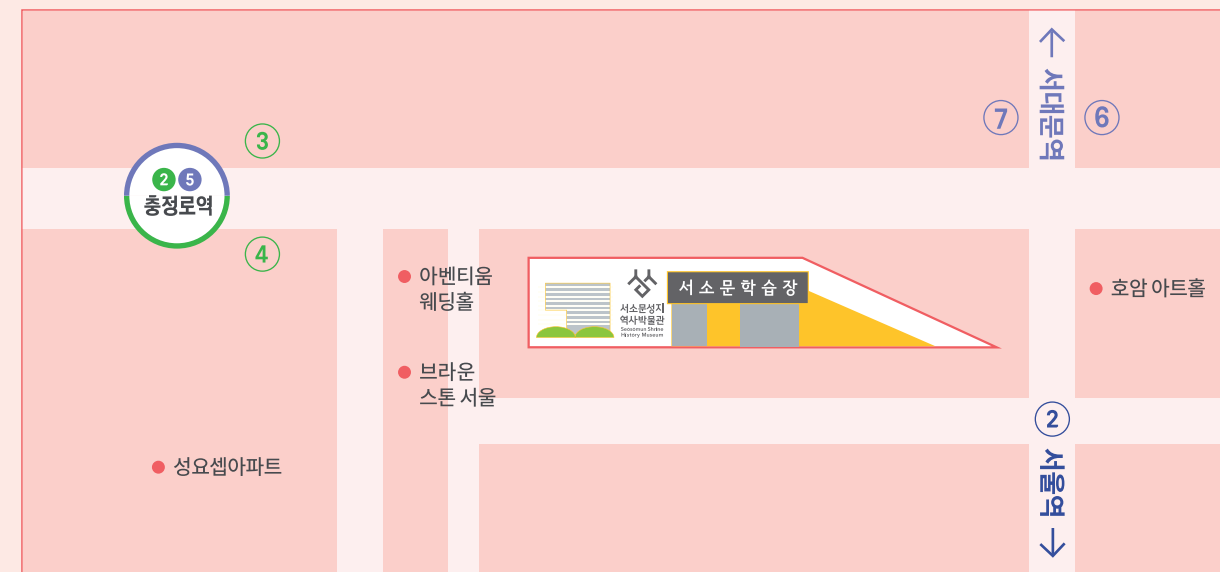 ↑ 서대문역
⑦
⑥
③
2 5
충정로역
④
아벤티움
웨딩홀
서소문성지
역사박물관
Seosomun Shrine
History Museum
서소문학습장
호암 아트홀
브라운
스톤 서울
②
서울역 ↓
성요셉아파트